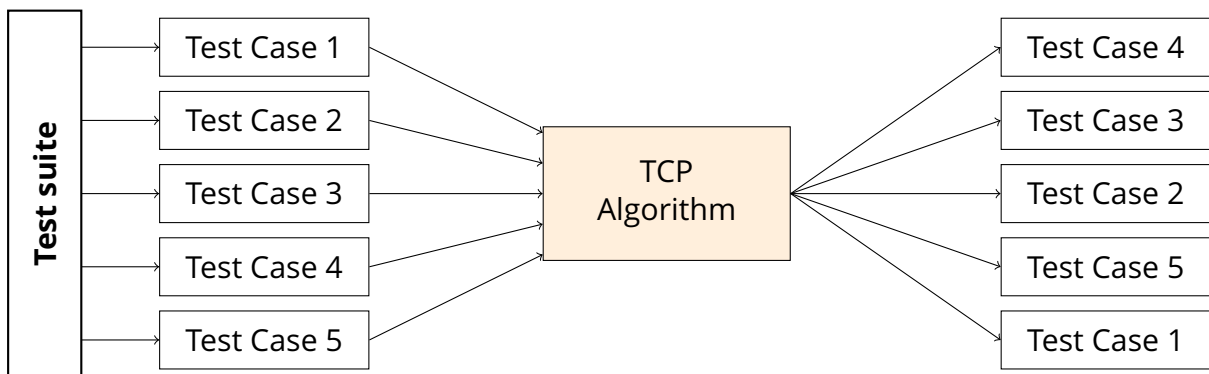 Test suite
Test Case 1
Test Case 2
Test Case 3
Test Case 4
Test Case 5
TCP
Algorithm
Test Case 4
Test Case 3
Test Case 2
Test Case 5
Test Case 1